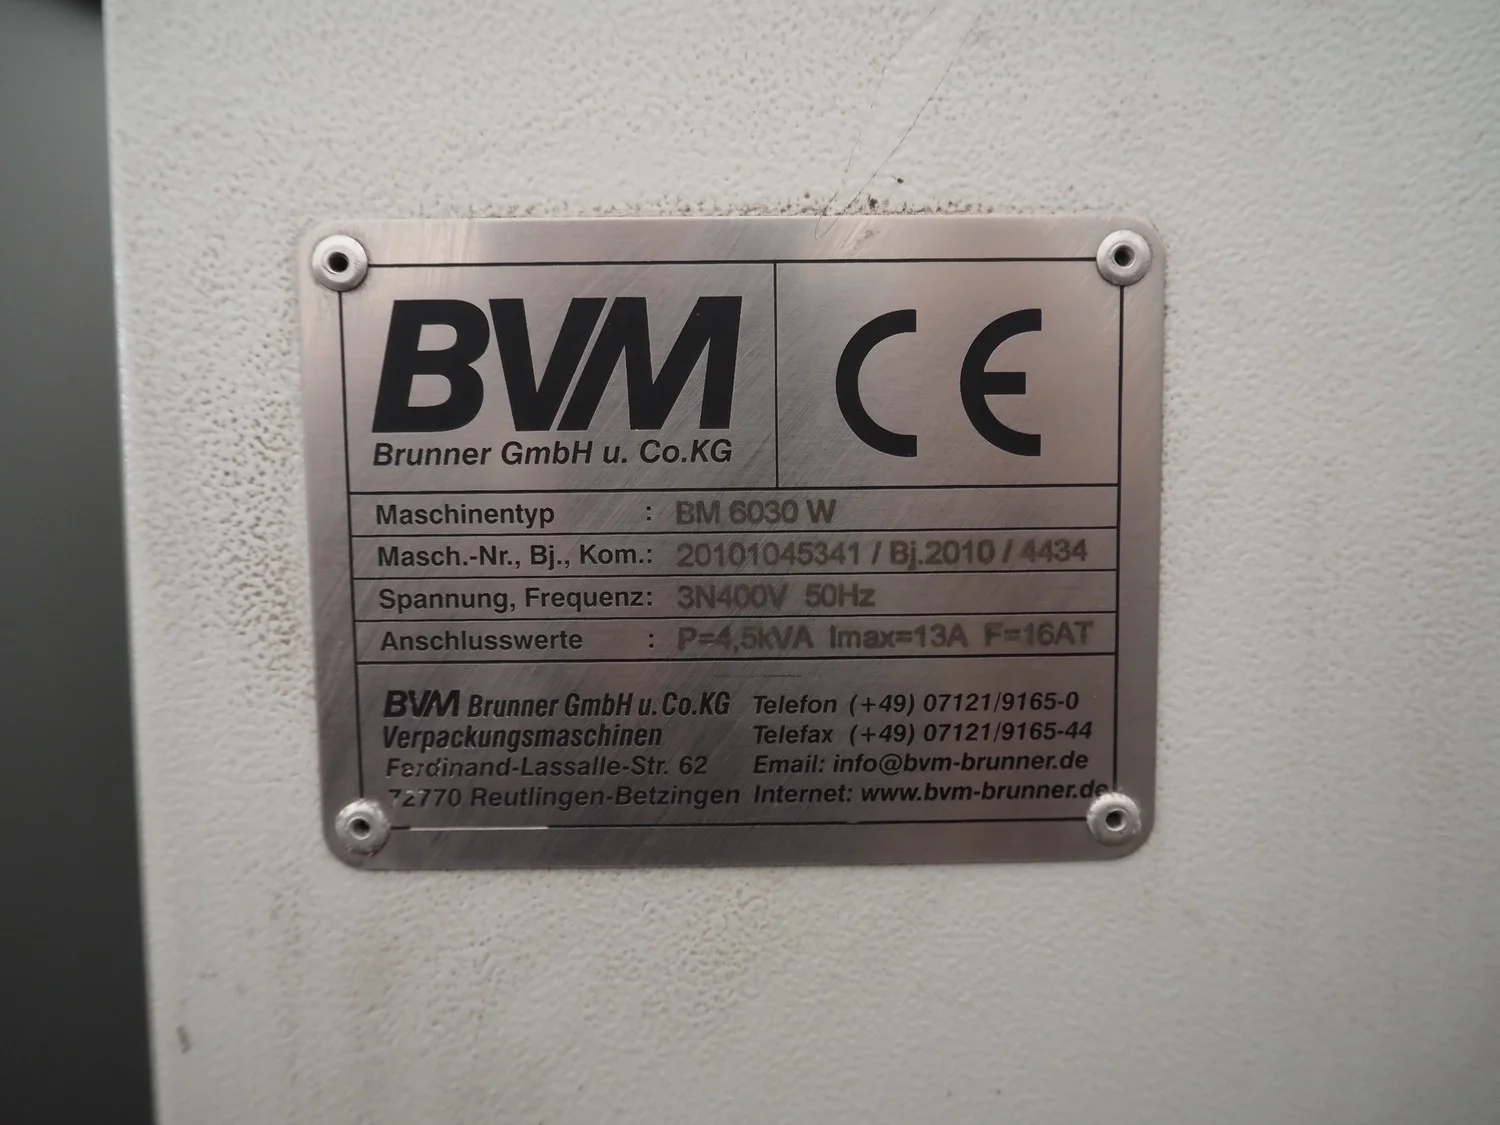 BVM
Brunner GmbH u. Co.KG
CE
Maschinentyp : BM 6030 W
Masch.-Nr., Bj., Kom.: 20101045341 / Bj.2010 / 4434
Spannung, Frequenz: 3N400V 50Hz
Anschlusswerte : P=4,5kVA Imax=13A F=16AT
BVM Brunner GmbH u. Co.KG Telefon (+49) 07121/9165-0
Verpackungsmaschinen Telefax (+49) 07121/9165-44
Ferdinand-Lassalle-Str. 62 Email: info@bvm-brunner.de
72770 Reutlingen-Betzingen Internet: www.bvm-brunner.de